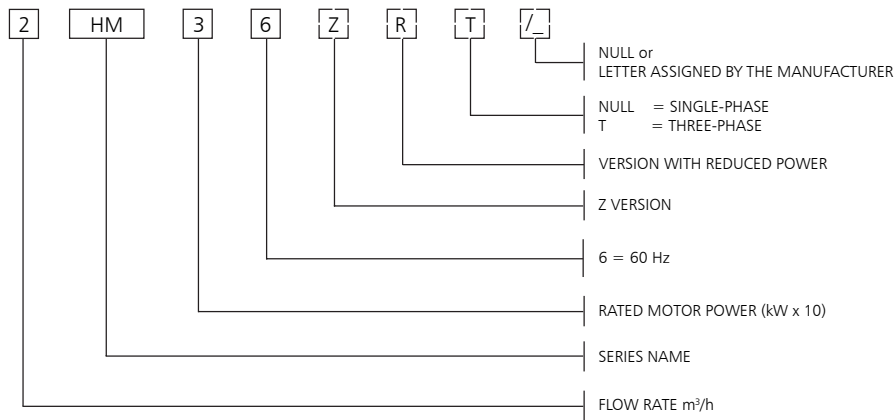 2 HM 3 6 Z R T /_
NULL or
LETTER ASSIGNED BY THE MANUFACTURER
NULL = SINGLE-PHASE
T = THREE-PHASE
VERSION WITH REDUCED POWER
Z VERSION
6 = 60 Hz
RATED MOTOR POWER (kW x 10)
SERIES NAME
FLOW RATE m³/h